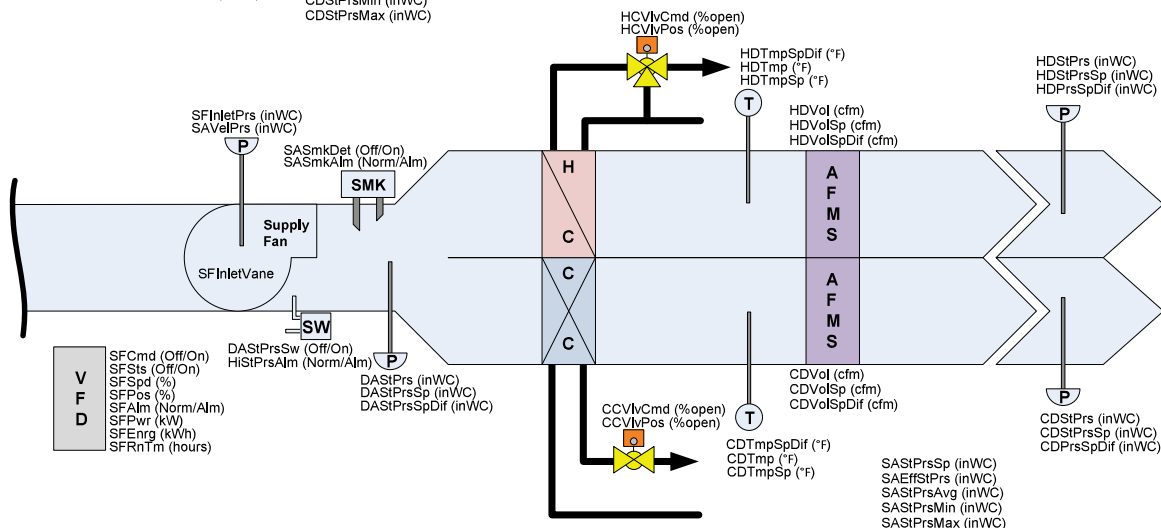 CDStPrsMin (inWC)
CDStPrsMax (inWC)
HCVlvCmd (%open)
HCVlvPos (%open)
HDTmpSpDif (°F)
HDTmp (°F)
HDTmpSp (°F)
HDStPrs (inWC)
HDStPrsSp (inWC)
HDPrsSpDif (inWC)
SFInletPrs (inWC)
SAVelPrs (inWC)
P
SASmkDet (Off/On)
SASmkAlm (Norm/Alm)
SMK
T
HDVol (cfm)
HDVolSp (cfm)
HDVolSpDif (cfm)
P
H
C
A
F
M
S
Supply
Fan
SFInletVane
C
C
A
F
M
S
SW
DAStPrsSw (Off/On)
HiStPrsAlm (Norm/Alm)
P
DAStPrs (inWC)
DAStPrsSp (inWC)
DAStPrsSpDif (inWC)
V
F
D
SFCmd (Off/On)
SFSts (Off/On)
SFSpd (%)
SFPos (%)
SFAlm (Norm/Alm)
SFPwr (kW)
SFEnrg (kWh)
SFRnTm (hours)
CCVlvCmd (%open)
CCVlvPos (%open)
T
CDTmpSpDif (°F)
CDTmp (°F)
CDTmpSp (°F)
CDVol (cfm)
CDVolSp (cfm)
CDVolSpDif (cfm)
P
CDStPrs (inWC)
CDStPrsSp (inWC)
CDPrsSpDif (inWC)
SAStPrsSp (inWC)
SAEffStPrs (inWC)
SAStPrsAvg (inWC)
SAStPrsMin (inWC)
SAStPrsMax (inWC)